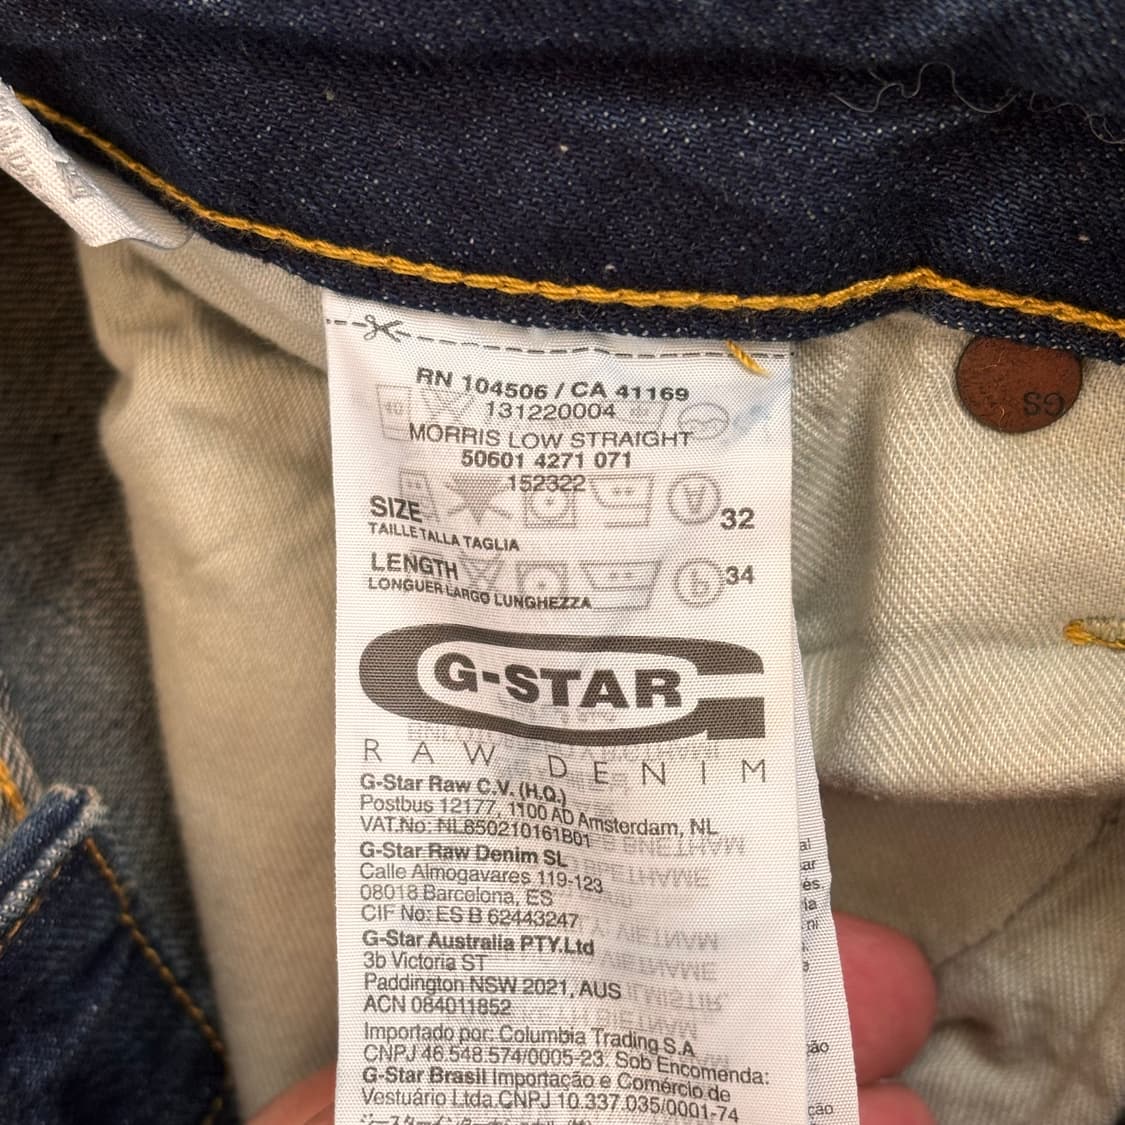 RN 104506 / CA 41169
131220004
MORRIS LOW STRAIGHT
50601 4271 071
152322
SIZE 32
TAILLE TALLA TAGLIA
LENGTH 34
LONGUER LARGO LUNGHEZZA
G-STAR
RAW DENIM
G-Star Raw C.V. (H.Q.)
Postbus 12177, 1100 AD Amsterdam, NL
VAT.No: NL850210161B01
G-Star Raw Denim SL
Calle Almogavares 119-123
08018 Barcelona, ES
CIF No: ES B 62443247
G-Star Australia PTY.Ltd
3b Victoria ST
Paddington NSW 2021, AUS
ACN 084011852
Importado por: Columbia Trading S.A
CNPJ 46.548.574/0005-23. Sob Encomenda:
G-Star Brasil Importação e Comércio de
Vestuário Ltda.CNPJ 10.337.035/0001-74
GS